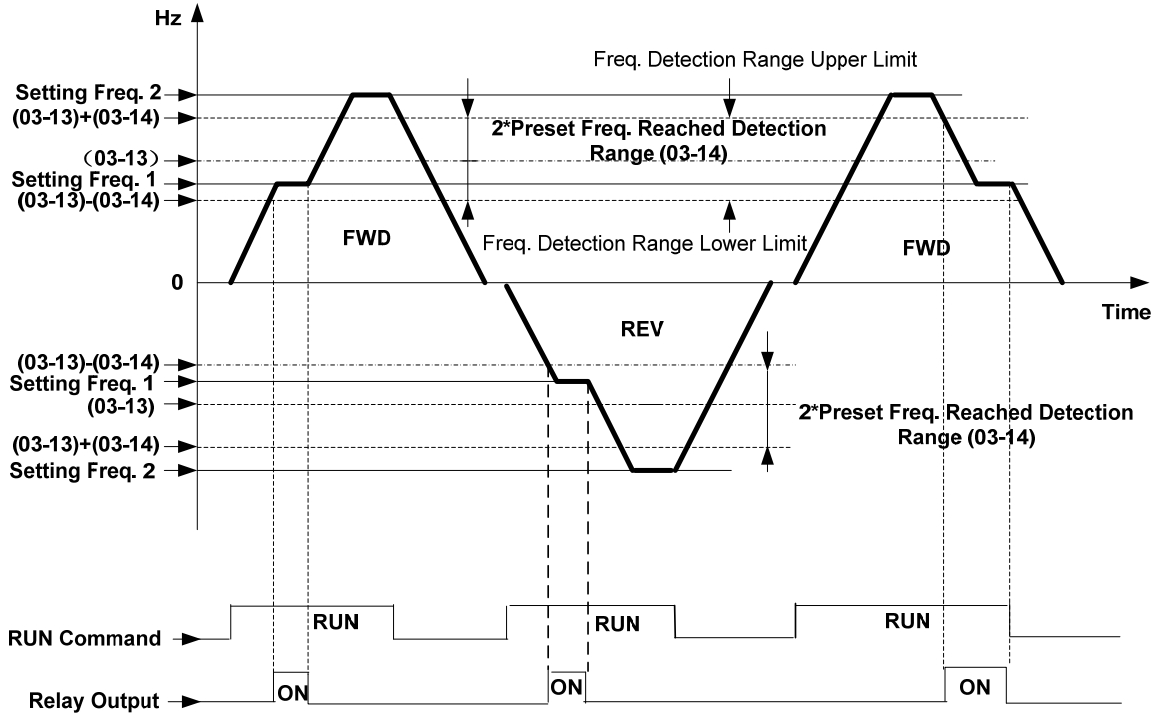 Hz
Freq. Detection Range Upper Limit
Setting Freq. 2
(03-13)+(03-14)
2*Preset Freq. Reached Detection
Range (03-14)
(03-13)
Setting Freq. 1
(03-13)-(03-14)
FWD
Freq. Detection Range Lower Limit
FWD
0
Time
REV
(03-13)-(03-14)
Setting Freq. 1
(03-13)
2*Preset Freq. Reached Detection
Range (03-14)
(03-13)+(03-14)
Setting Freq. 2
RUN
RUN
RUN
RUN Command
ON
ON
ON
Relay Output